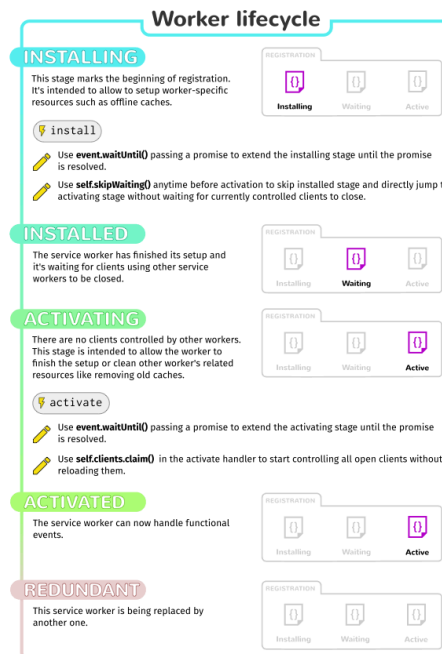 Worker lifecycle
INSTALLING
This stage marks the beginning of registration.
It's intended to allow to setup worker-specific
resources such as offline caches.
REGISTRATION
{}
Installing Waiting Active
install
Use event.waitUntil() passing a promise to extend the installing stage until the promise
is resolved.
Use self.skipWaiting() anytime before activation to skip installed stage and directly jump t
activating stage without waiting for currently controlled clients to close.
INSTALLED
The service worker has finished its setup and
it's waiting for clients using other service
workers to be closed.
REGISTRATION
{} {} {}
Installing Waiting Active
ACTIVATING
There are no clients controlled by other workers.
This stage is intended to allow the worker to
finish the setup or clean other worker's related
resources like removing old caches.
REGISTRATION
{} {} {}
Installing Waiting Active
activate
Use event.waitUntil() passing a promise to extend the activating stage until the promise
is resolved.
Use self.clients.claim() in the activate handler to start controlling all open clients without
reloading them.
ACTIVATED
The service worker can now handle functional
events.
REGISTRATION
{} {} {}
Installing Waiting Active
REDUNDANT
This service worker is being replaced by
another one.
REGISTRATION
{} {} {}
Installing Waiting Active